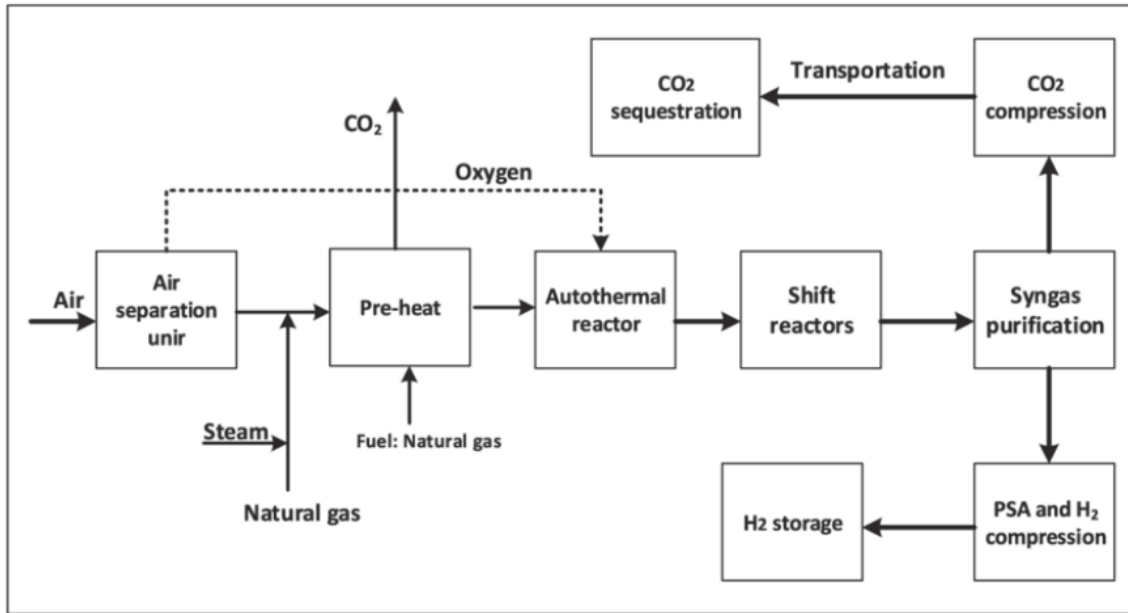 CO2
sequestration
Transportation
CO2
compression
CO₂
Oxygen
Air
Air
separation
unir
Pre-heat
Autothermal
reactor
Shift
reactors
Syngas
purification
Steam
Fuel: Natural gas
Natural gas
H2 storage
PSA and H₂
compression